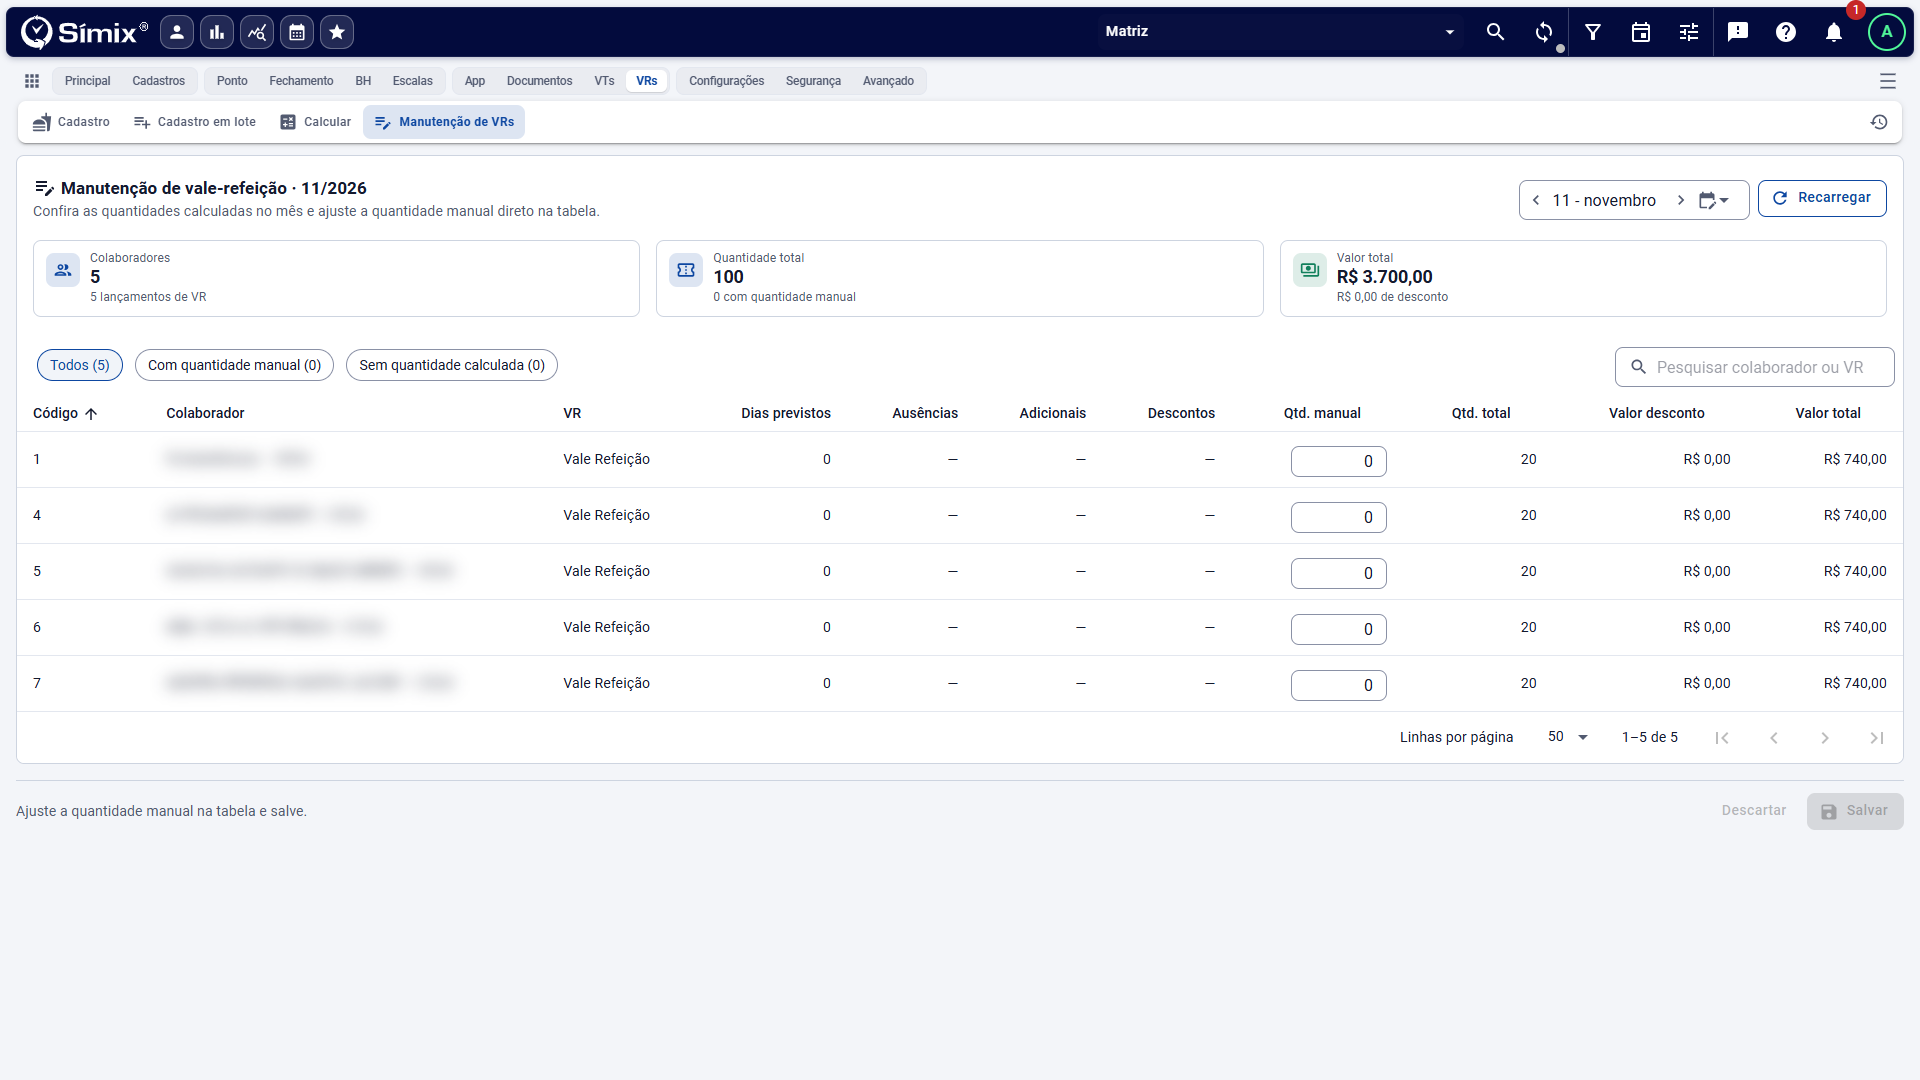 Símix®
Matriz
1
A
Principal
Cadastros
Ponto
Fechamento
BH
Escalas
App
Documentos
VTs
VRs
Configurações
Segurança
Avançado
Cadastro
Cadastro em lote
Calcular
Manutenção de VRs
Manutenção de vale-refeição · 11/2026
Confira as quantidades calculadas no mês e ajuste a quantidade manual direto na tabela.
11 - novembro
Recarregar
Colaboradores
5
5 lançamentos de VR
Quantidade total
100
0 com quantidade manual
Valor total
R$ 3.700,00
R$ 0,00 de desconto
Todos (5)
Com quantidade manual (0)
Sem quantidade calculada (0)
Pesquisar colaborador ou VR
Código Colaborador VR Dias previstos Ausências Adicionais Descontos Qtd. manual Qtd. total Valor desconto Valor total
1 Vale Refeição 0 — — — 0 20 R$ 0,00 R$ 740,00
4 Vale Refeição 0 — — — 0 20 R$ 0,00 R$ 740,00
5 Vale Refeição 0 — — — 0 20 R$ 0,00 R$ 740,00
6 Vale Refeição 0 — — — 0 20 R$ 0,00 R$ 740,00
7 Vale Refeição 0 — — — 0 20 R$ 0,00 R$ 740,00
Linhas por página 50 1–5 de 5
Ajuste a quantidade manual na tabela e salve.
Descartar
Salvar